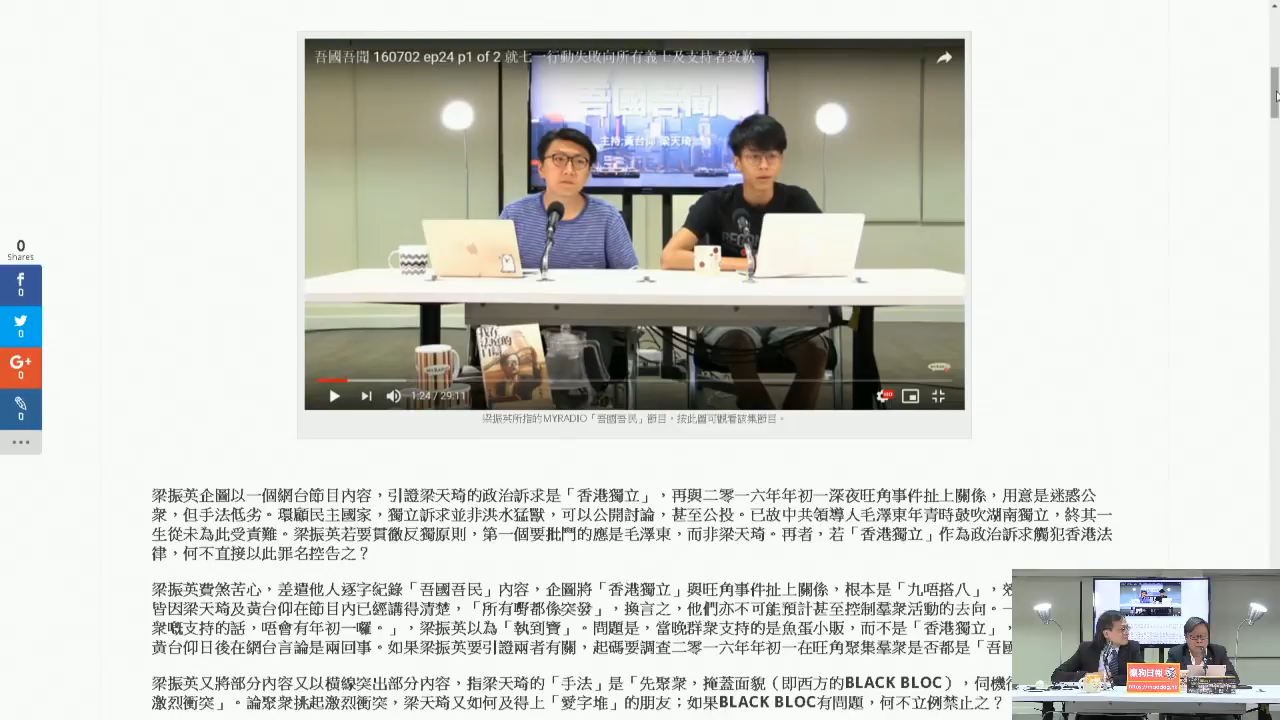 吾國吾聞 160702 ep24 p1 of 2 就七一行動失敗向所有義士及支持者致歉
吾國吾聞
主持:黃台仰 梁天琦
1:24 / 29:11
梁振英所指的MYRADIO「吾國吾民」節目，按此圖可觀看該集節目。
0
Shares
f
0
0
G+
0
0
梁振英企圖以一個網台節目內容，引證梁天琦的政治訴求是「香港獨立」，再與二零一六年年初一深夜旺角事件扯上關係，用意是迷惑公
眾，但手法低劣。環顧民主國家，獨立訴求並非洪水猛獸，可以公開討論，甚至公投。已故中共領導人毛澤東年青時鼓吹湖南獨立，終其一
生從未為此受責難。梁振英若要貫徹反獨原則，第一個要批鬥的應是毛澤東，而非梁天琦。再者，若「香港獨立」作為政治訴求觸犯香港法
律，何不直接以此罪名控告之？
梁振英費煞苦心，差遣他人逐字紀錄「吾國吾民」內容，企圖將「香港獨立」與旺角事件扯上關係，根本是「九唔搭八」，
皆因梁天琦及黃台仰在節目內已經講得清楚，「所有嘢都係突發」，換言之，他們亦不可能預計甚至控制羣衆活動的去向。一
衆嘅支持的話，唔會有年初一囉。」，梁振英以為「執到寶」。問題是，當晚群衆支持的是魚蛋小販，而不是「香港獨立」，
黃台仰日後在網台言論是兩回事。如果梁振英要引證兩者有關，起碼要調查二零一六年年初一在旺角聚集羣衆是否都是「吾國
梁振英又將部分內容又以橫線突出部分內容，指梁天琦的「手法」是「先聚衆，掩蓋面貌（即西方的BLACK BLOC），伺機
激烈衝突」。論聚衆挑起激烈衝突，梁天琦又如何及得上「愛字堆」的朋友；如果BLACK BLOC有問題，何不立例禁止之？
瘋狗日報